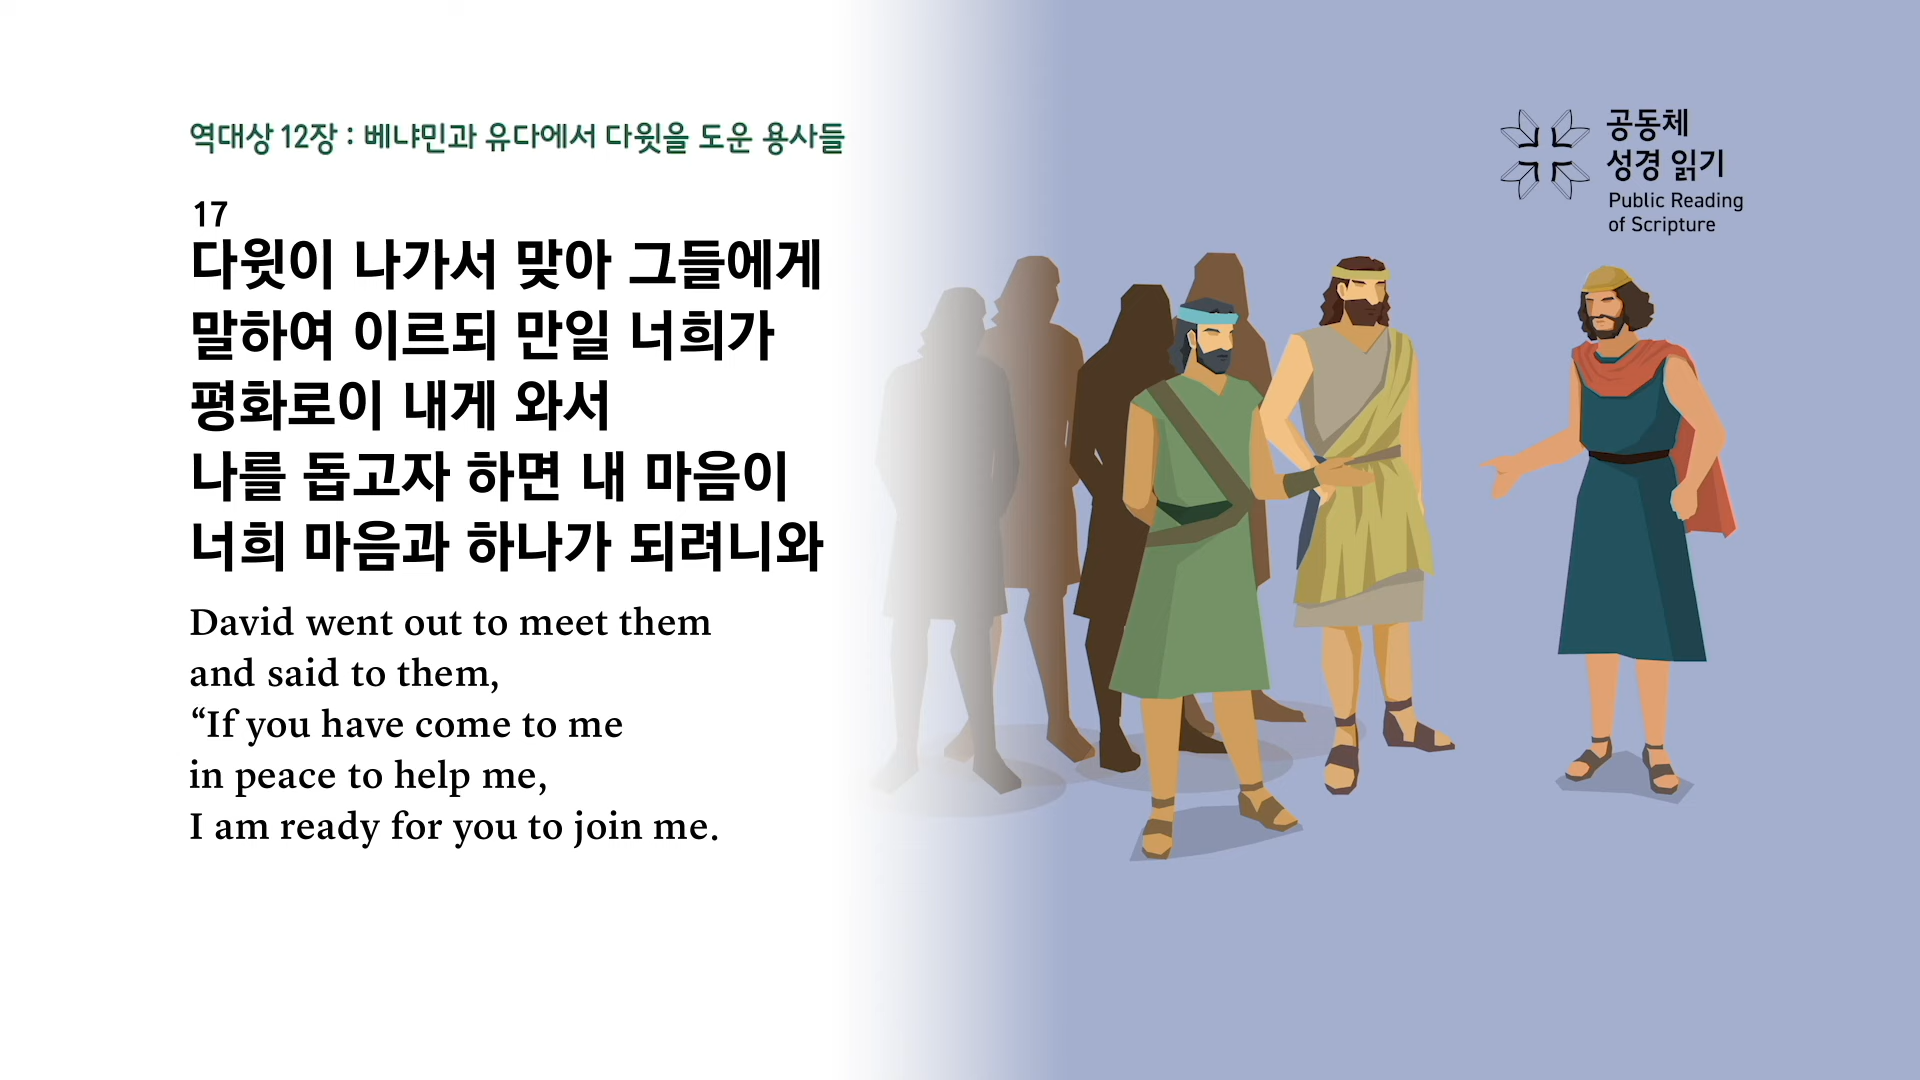 역대상 12장 : 베냐민과 유다에서 다윗을 도운 용사들
공동체
성경 읽기
Public Reading
of Scripture
17
다윗이 나가서 맞아 그들에게
말하여 이르되 만일 너희가
평화로이 내게 와서
나를 돕고자 하면 내 마음이
너희 마음과 하나가 되려니와
David went out to meet them
and said to them,
“If you have come to me
in peace to help me,
I am ready for you to join me.